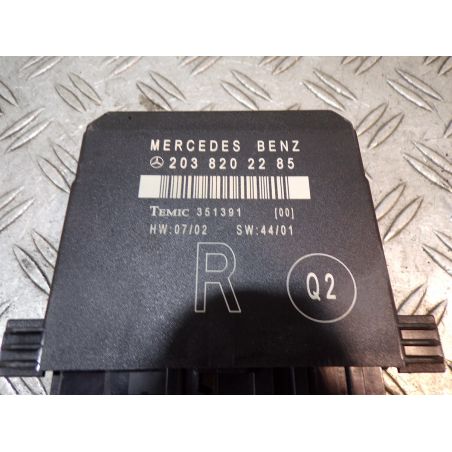 MERCEDES BENZ
203 820 22 85
TEMIC 351391 [00]
HW:07/02 SW:44/01
R Q2